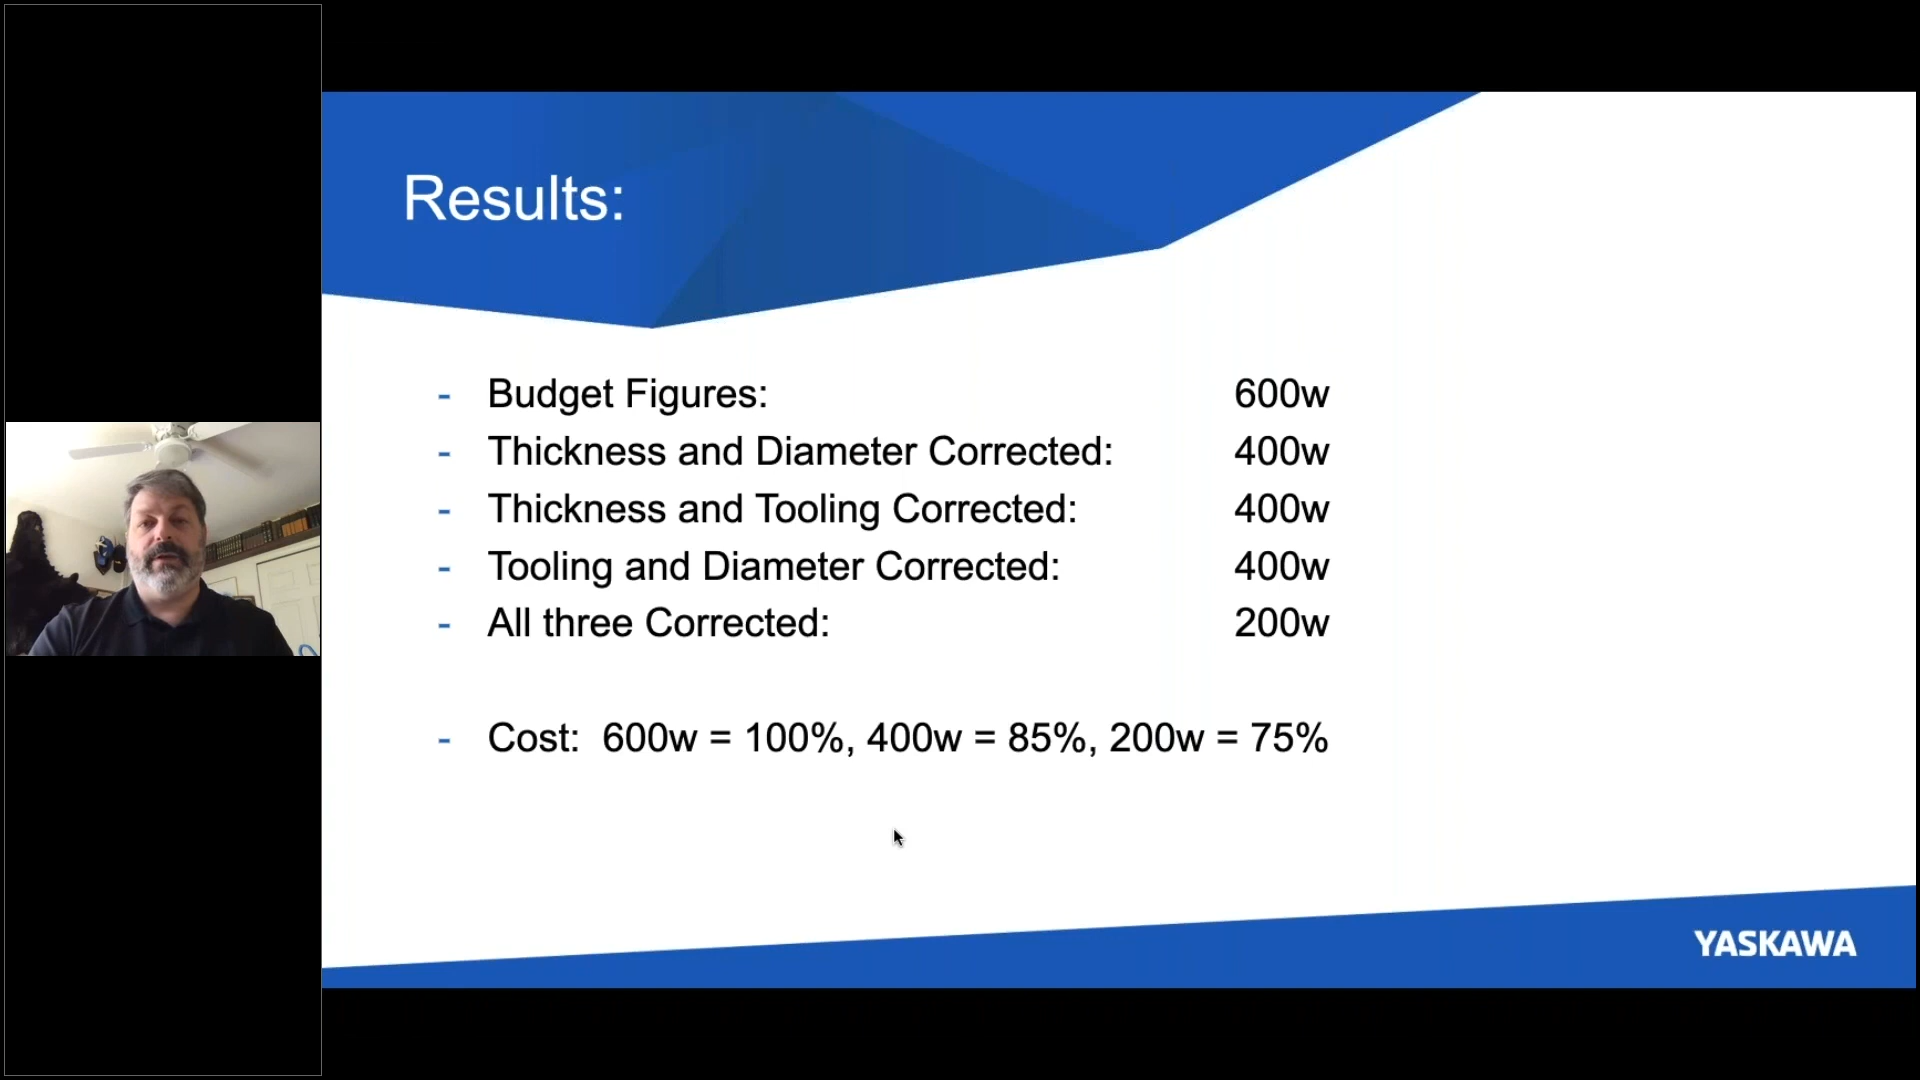 Results:
- Budget Figures: 600w
- Thickness and Diameter Corrected: 400w
- Thickness and Tooling Corrected: 400w
- Tooling and Diameter Corrected: 400w
- All three Corrected: 200w
- Cost: 600w = 100%, 400w = 85%, 200w = 75%
YASKAWA